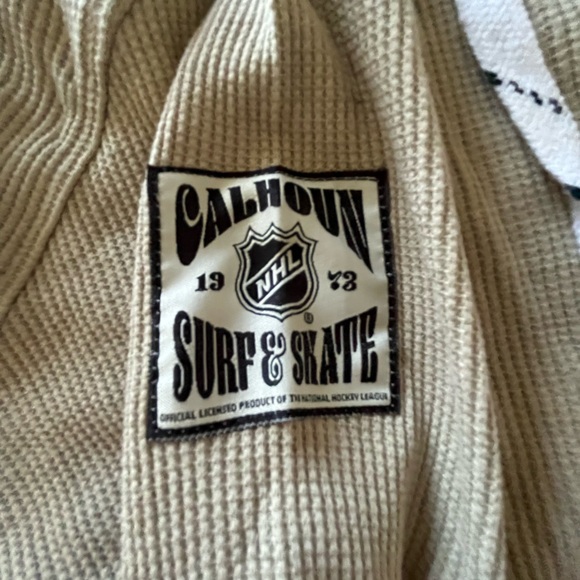 CALHOUN
19 NHL 73
®
SURF & SKATE
OFFICIAL LICENSED PRODUCT OF THE NATIONAL HOCKEY LEAGUE